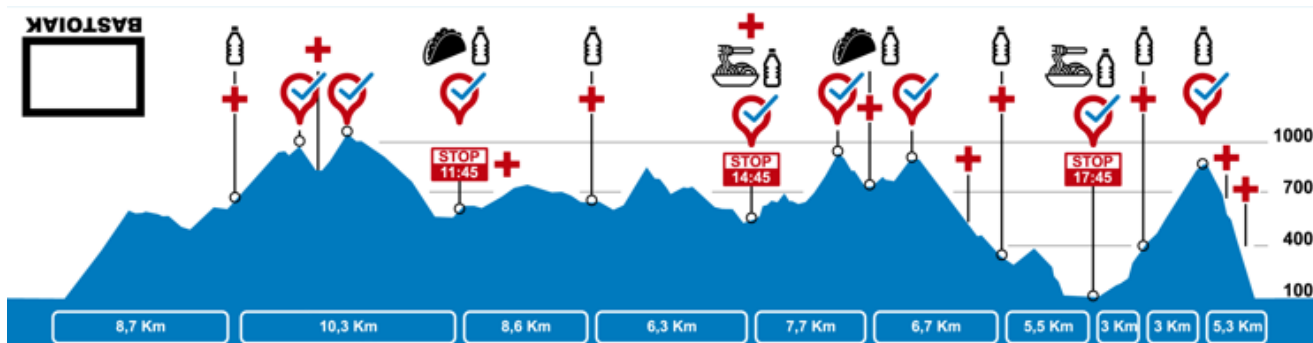 BASTOIAK
STOP
11:45
STOP
14:45
STOP
17:45
1000
700
400
100
8,7 Km
10,3 Km
8,6 Km
6,3 Km
7,7 Km
6,7 Km
5,5 Km
3 Km
3 Km
5,3 Km